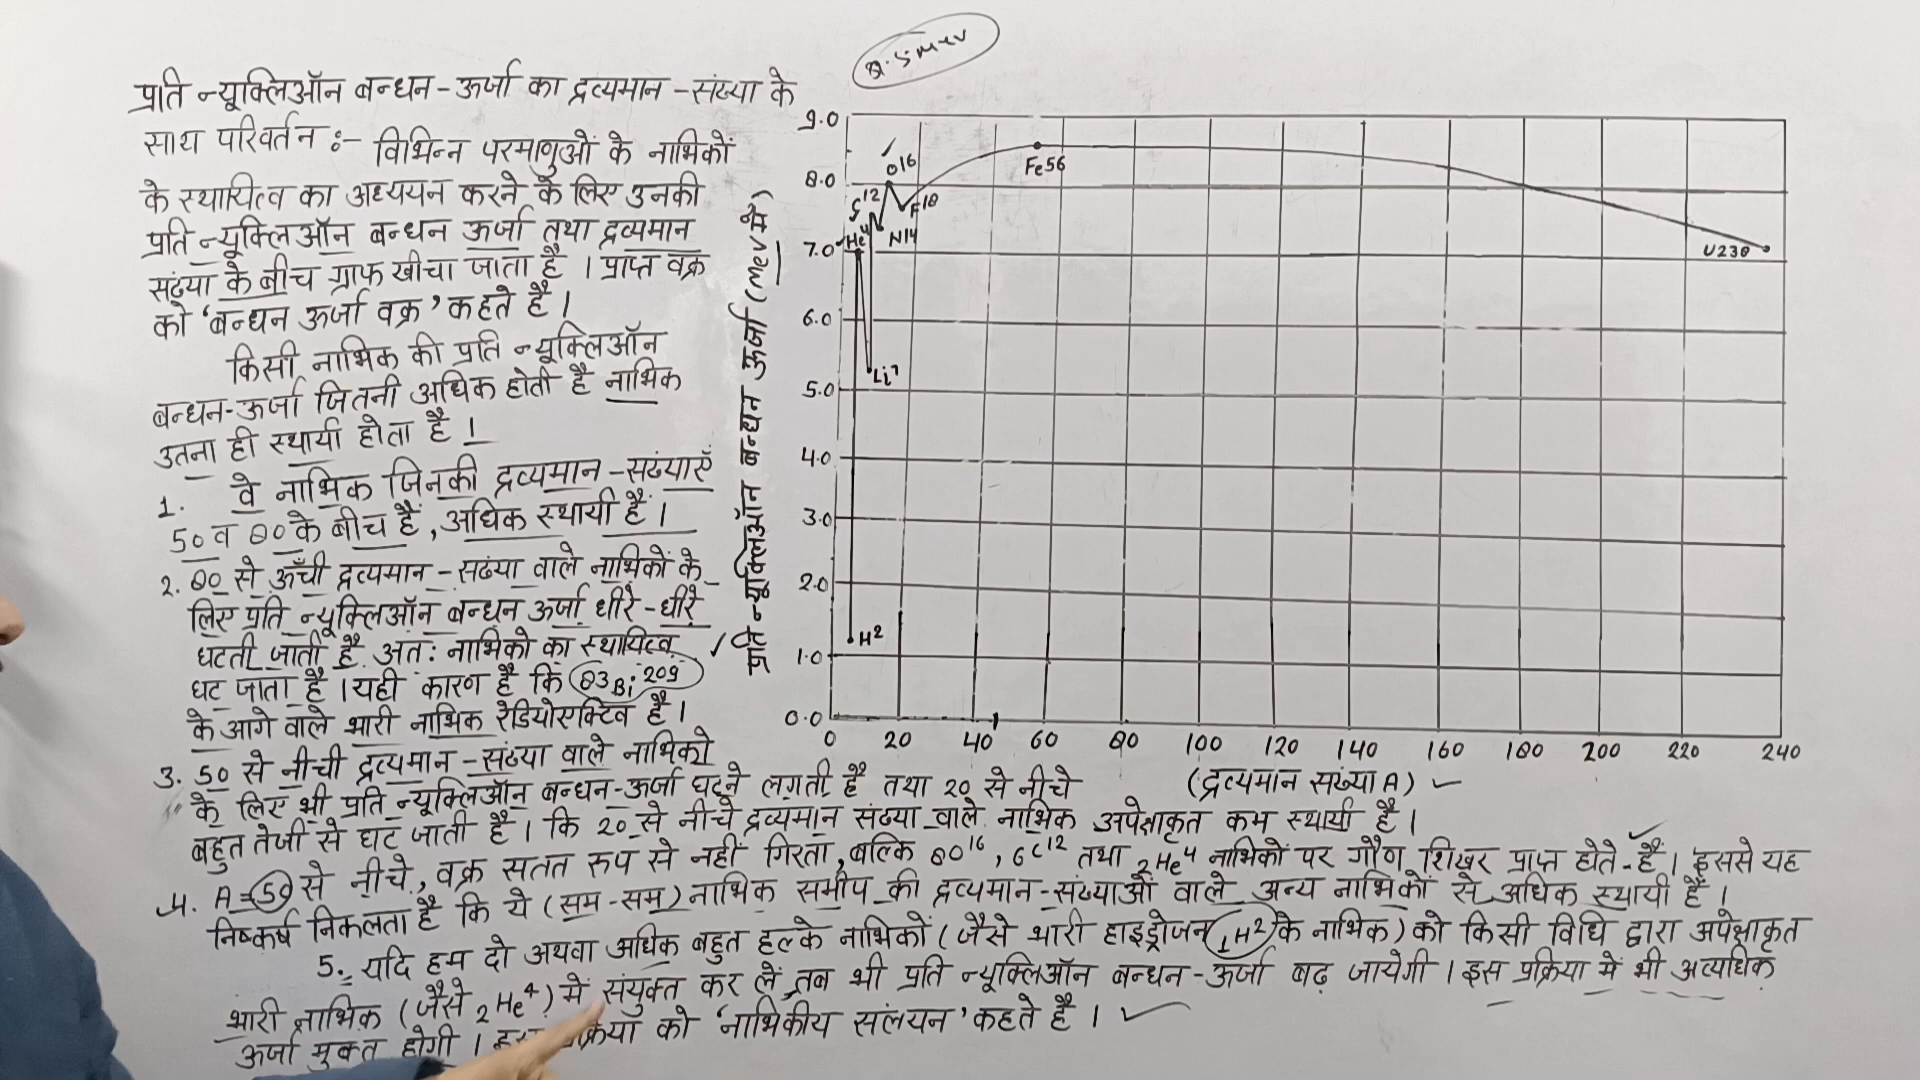 8.5 Mev
प्रति न्यूक्लिऑन बन्धन-ऊर्जा का द्रव्यमान-संख्या के
साथ परिवर्तन :- विभिन्न परमाणुओं के नाभिकों
के स्थायित्व का अध्ययन करने के लिए उनकी
प्रति न्यूक्लिऑन बन्धन ऊर्जा तथा द्रव्यमान
संख्या के बीच ग्राफ खींचा जाता है । प्राप्त वक्र
को 'बन्धन ऊर्जा वक्र' कहते हैं ।
किसी नाभिक की प्रति न्यूक्लिऑन
बन्धन-ऊर्जा जितनी अधिक होती है नाभिक
उतना ही स्थायी होता है ।
1. वे नाभिक जिनकी द्रव्यमान-संख्याएँ
50 व 80 के बीच हैं, अधिक स्थायी हैं ।
2. 80 से ऊँची द्रव्यमान-संख्या वाले नाभिकों के
लिए प्रति न्यूक्लिऑन बन्धन ऊर्जा धीरे-धीरे
घटती जाती है अत: नाभिकों का स्थायित्व
घट जाता है । यही कारण है कि 83Bi209
के आगे वाले भारी नाभिक रेडियोएक्टिव हैं ।
3. 50 से नीची द्रव्यमान-संख्या वाले नाभिकों
के लिए भी प्रति न्यूक्लिऑन बन्धन-ऊर्जा घटने लगती है तथा 20 से नीचे
बहुत तेजी से घट जाती है । कि 20 से नीचे द्रव्यमान संख्या वाले नाभिक अपेक्षाकृत कम स्थायी हैं ।
4. A=50 से नीचे, वक्र सतत रूप से नहीं गिरता, बल्कि 8O16, 6C12 तथा 2He4 नाभिकों पर गौण शिखर प्राप्त होते हैं । इससे यह
निष्कर्ष निकलता है कि ये (सम-सम) नाभिक समीप की द्रव्यमान-संख्याओं वाले अन्य नाभिकों से अधिक स्थायी हैं ।
5. यदि हम दो अथवा अधिक बहुत हल्के नाभिकों (जैसे भारी हाइड्रोजन 1H2 के नाभिक) को किसी विधि द्वारा अपेक्षाकृत
भारी नाभिक (जैसे 2He4) में संयुक्त कर लें तब भी प्रति न्यूक्लिऑन बन्धन-ऊर्जा बढ़ जायेगी । इस प्रक्रिया में भी अत्यधिक
ऊर्जा मुक्त होगी । को 'नाभिकीय संलयन' कहते हैं ।
प्रति न्यूक्लिऑन बन्धन ऊर्जा (Mev में)
9.0
8.0
7.0
6.0
5.0
4.0
3.0
2.0
1.0
0.0
0 20 40 60 80 100 120 140 160 180 200 220 240
(द्रव्यमान संख्या A)
O16
Fe56
C12
F18
N14
He4
U238
Li7
H2